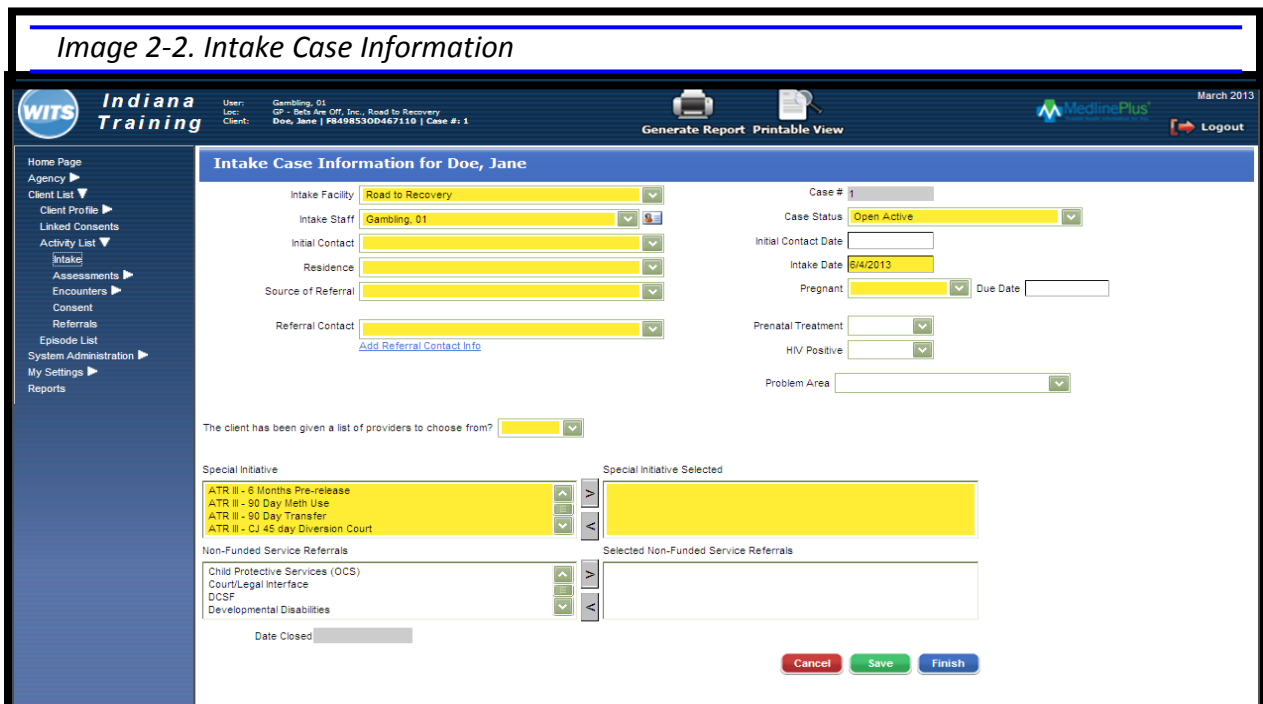 Image 2-2. Intake Case Information
WITS
Indiana
Training
User: Gambling, 01
Loc: GP - Bets Are Off, Inc., Road to Recovery
Client: Doe, Jane | F84985300467110 | Case #: 1
Generate Report Printable View
MedlinePlus
March 2013
Logout
Home Page
Agency
Client List
Client Profile
Linked Consents
Activity List
Intake
Assessments
Encounters
Consent
Referrals
Episode List
System Administration
My Settings
Reports
Intake Case Information for Doe, Jane
Intake Facility Road to Recovery
Case # 1
Intake Staff Gambling, 01
Case Status Open Active
Initial Contact
Initial Contact Date
Residence
Intake Date 6/4/2013
Source of Referral
Pregnant Due Date
Referral Contact
Prenatal Treatment
Add Referral Contact Info
HIV Positive
Problem Area
The client has been given a list of providers to choose from?
Special Initiative
Special Initiative Selected
ATR III - 6 Months Pre-release
ATR III - 90 Day Meth Use
ATR III - 90 Day Transfer
ATR III - CJ 45 day Diversion Court
>
<
Non-Funded Service Referrals
Selected Non-Funded Service Referrals
Child Protective Services (OCS)
Court/Legal Interface
DCSF
Developmental Disabilities
>
<
Date Closed
Cancel Save Finish